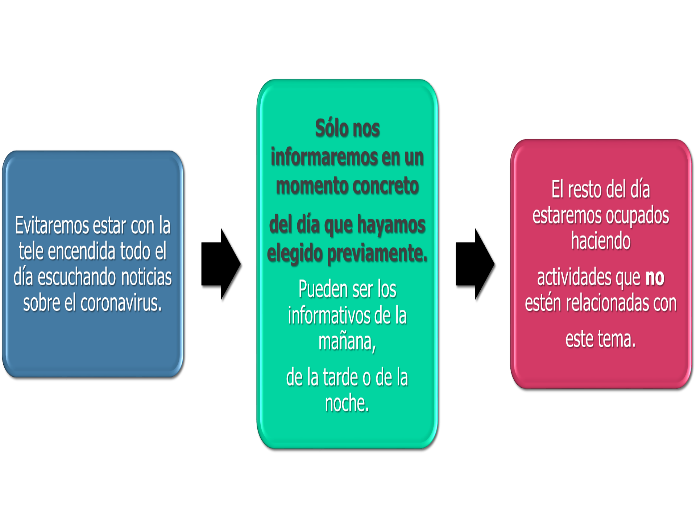 Evitaremos estar con la
tele encendida todo el
día escuchando noticias
sobre el coronavirus.
Sólo nos
informaremos en un
momento concreto
del día que hayamos
elegido previamente.
Pueden ser los
informativos de la
mañana,
de la tarde o de la
noche.
El resto del día
estaremos ocupados
haciendo
actividades que no
estén relacionadas con
este tema.